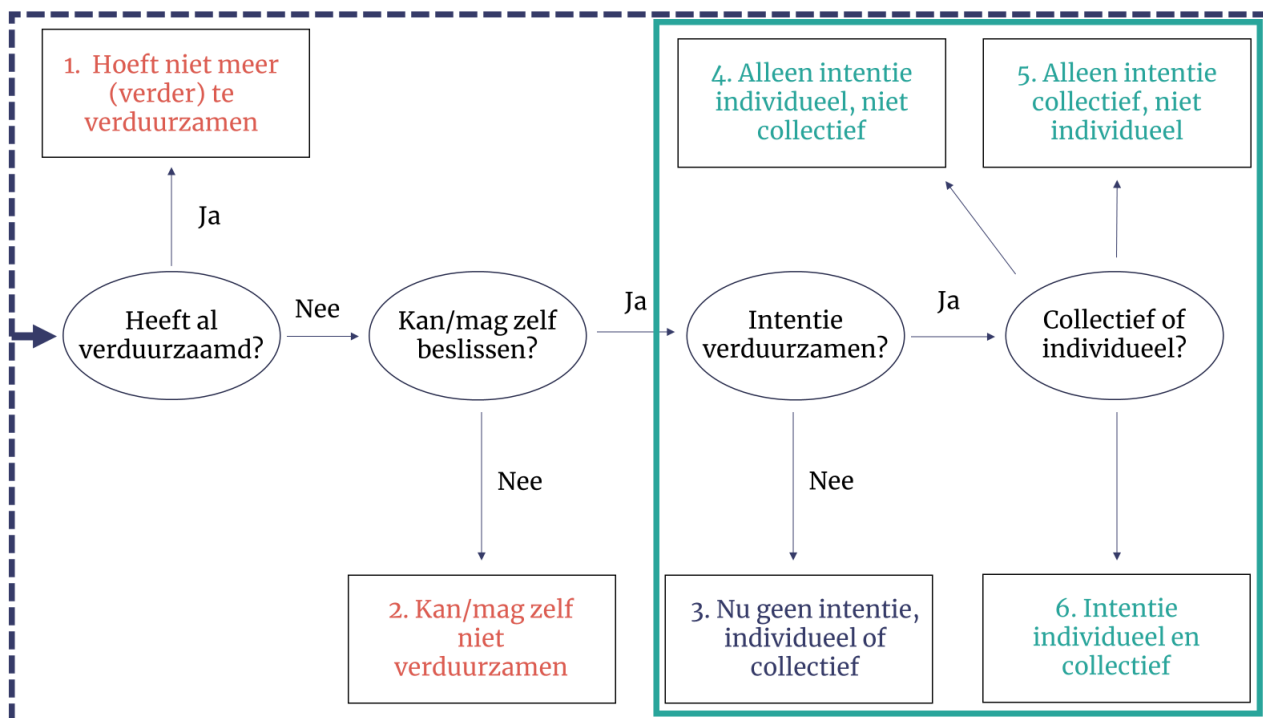 1. Hoeft niet meer
(verder) te
verduurzamen
4. Alleen intentie
individueel, niet
collectief
5. Alleen intentie
collectief, niet
individueel
Ja
Heeft al
verduurzaamd?
Nee
Kan/mag zelf
beslissen?
Ja
Intentie
verduurzamen?
Ja
Collectief of
individueel?
Nee
Nee
2. Kan/mag zelf
niet
verduurzamen
3. Nu geen intentie,
individueel of
collectief
6. Intentie
individueel en
collectief